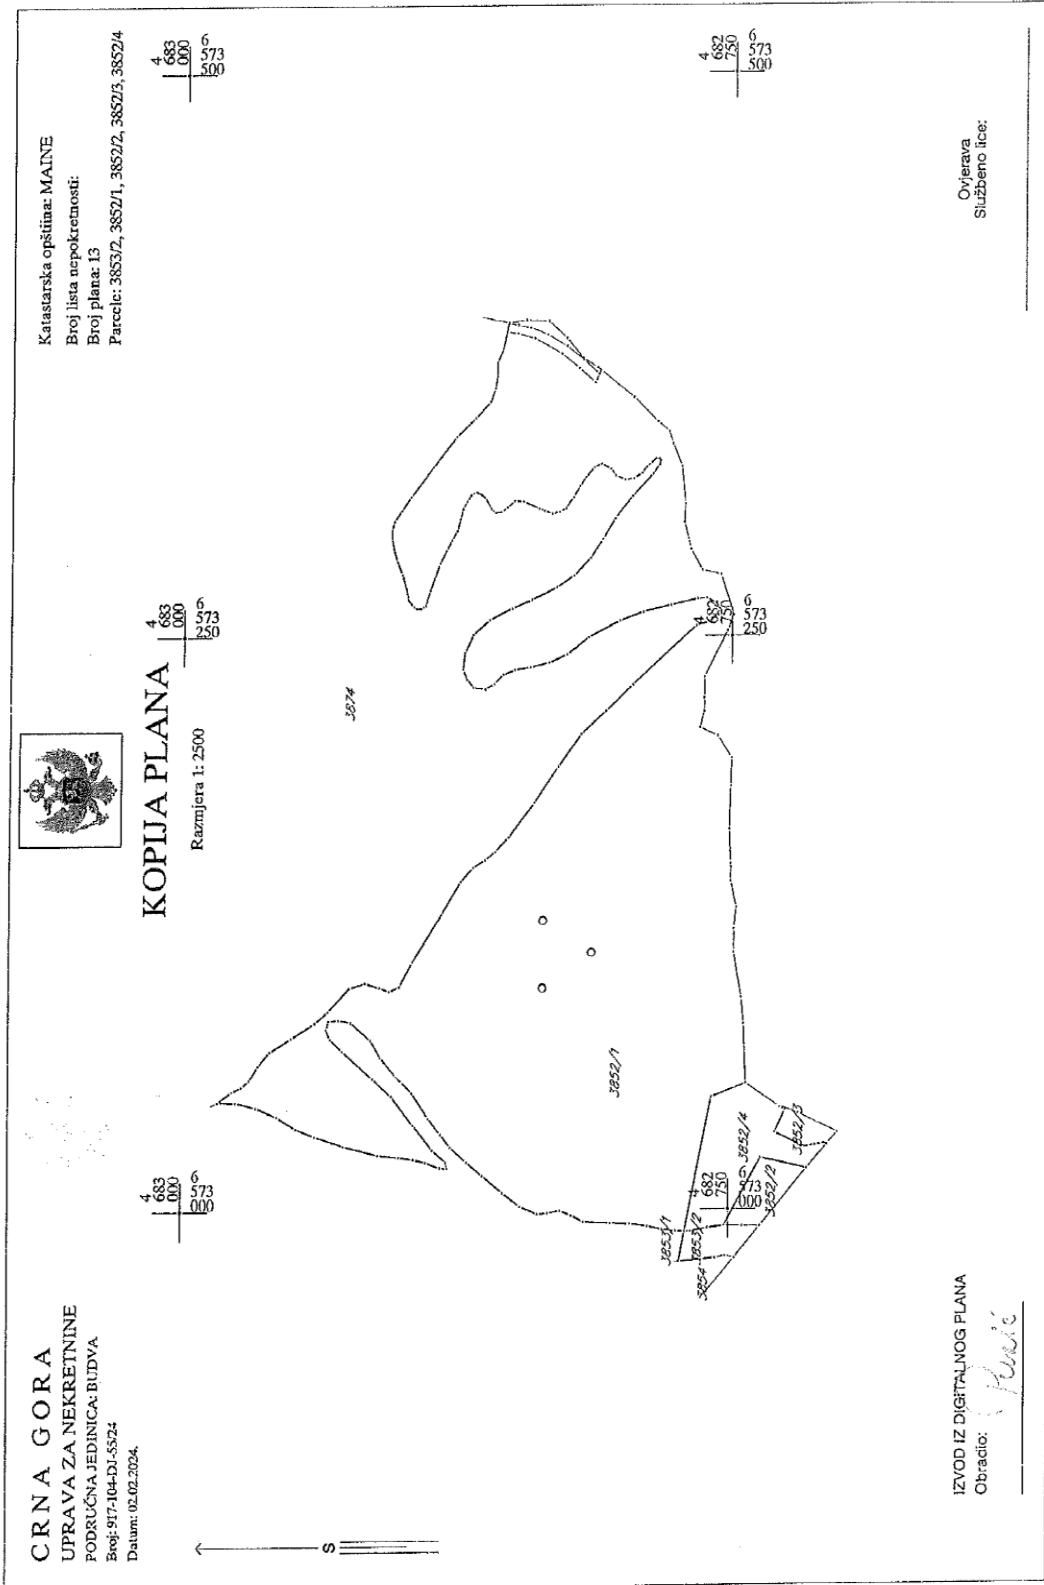 CRNA GORA
UPRAVA ZA NEKRETNINE
PODRUČNA JEDINICA: BUDVA
Broj: 917-104-DJ-55/24
Datum: 02.02.2024.
KOPIJA PLANA
Razmjera 1: 2500
Katastarska opština: MAINE
Broj lista nepokretnosti:
Broj plana: 13
Parcele: 3853/2, 3852/1, 3852/2, 3852/3, 3852/4
4
683
000
6
573
000
4
683
000
6
573
250
4
683
000
6
573
500
S
3874
3852/1
3853/1
3853/2
3854
3852/4
3852/2
3852/3
4
682
750
6
573
000
4
682
750
6
573
250
4
682
750
6
573
500
IZVOD IZ DIGITALNOG PLANA
Obradio:
Ovjerava
Službeno lice: